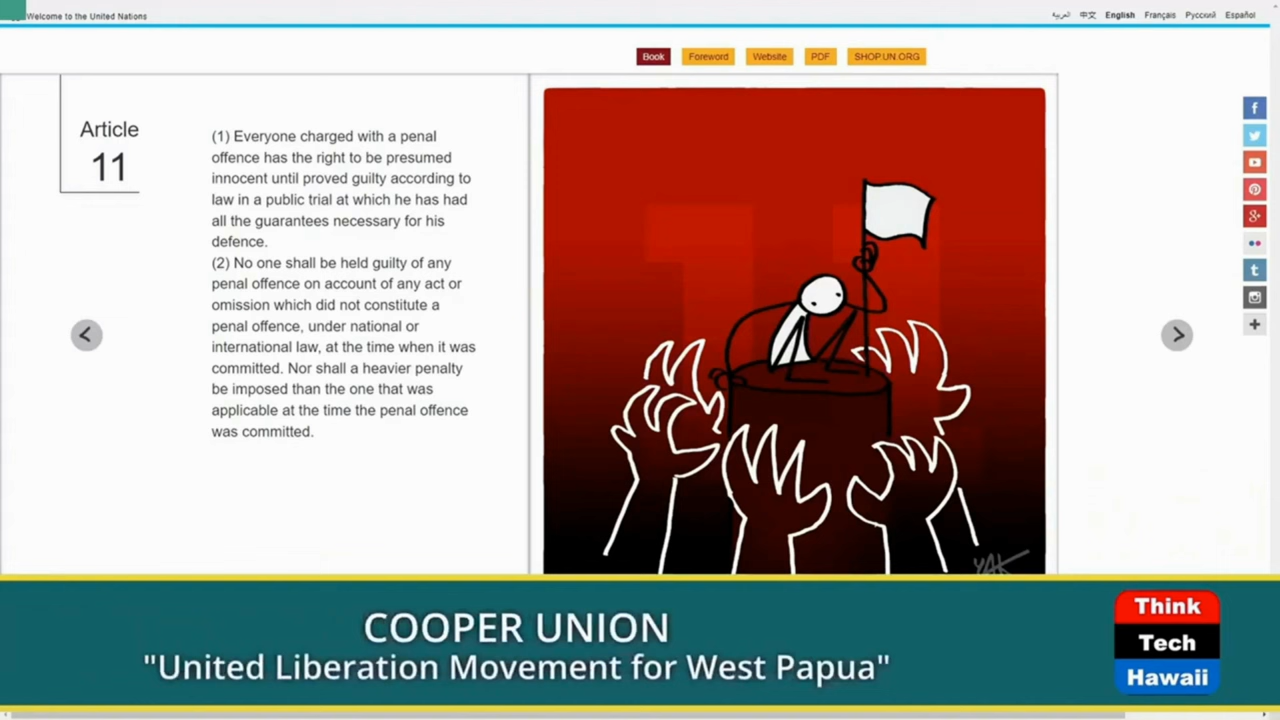 Welcome to the United Nations
العربية 中文 English Français Русский Español
Book Foreword Website PDF SHOP.UN.ORG
Article
11
(1) Everyone charged with a penal
offence has the right to be presumed
innocent until proved guilty according to
law in a public trial at which he has had
all the guarantees necessary for his
defence.
(2) No one shall be held guilty of any
penal offence on account of any act or
omission which did not constitute a
penal offence, under national or
international law, at the time when it was
committed. Nor shall a heavier penalty
be imposed than the one that was
applicable at the time the penal offence
was committed.
11
YAK
COOPER UNION
"United Liberation Movement for West Papua"
Think
Tech
Hawaii